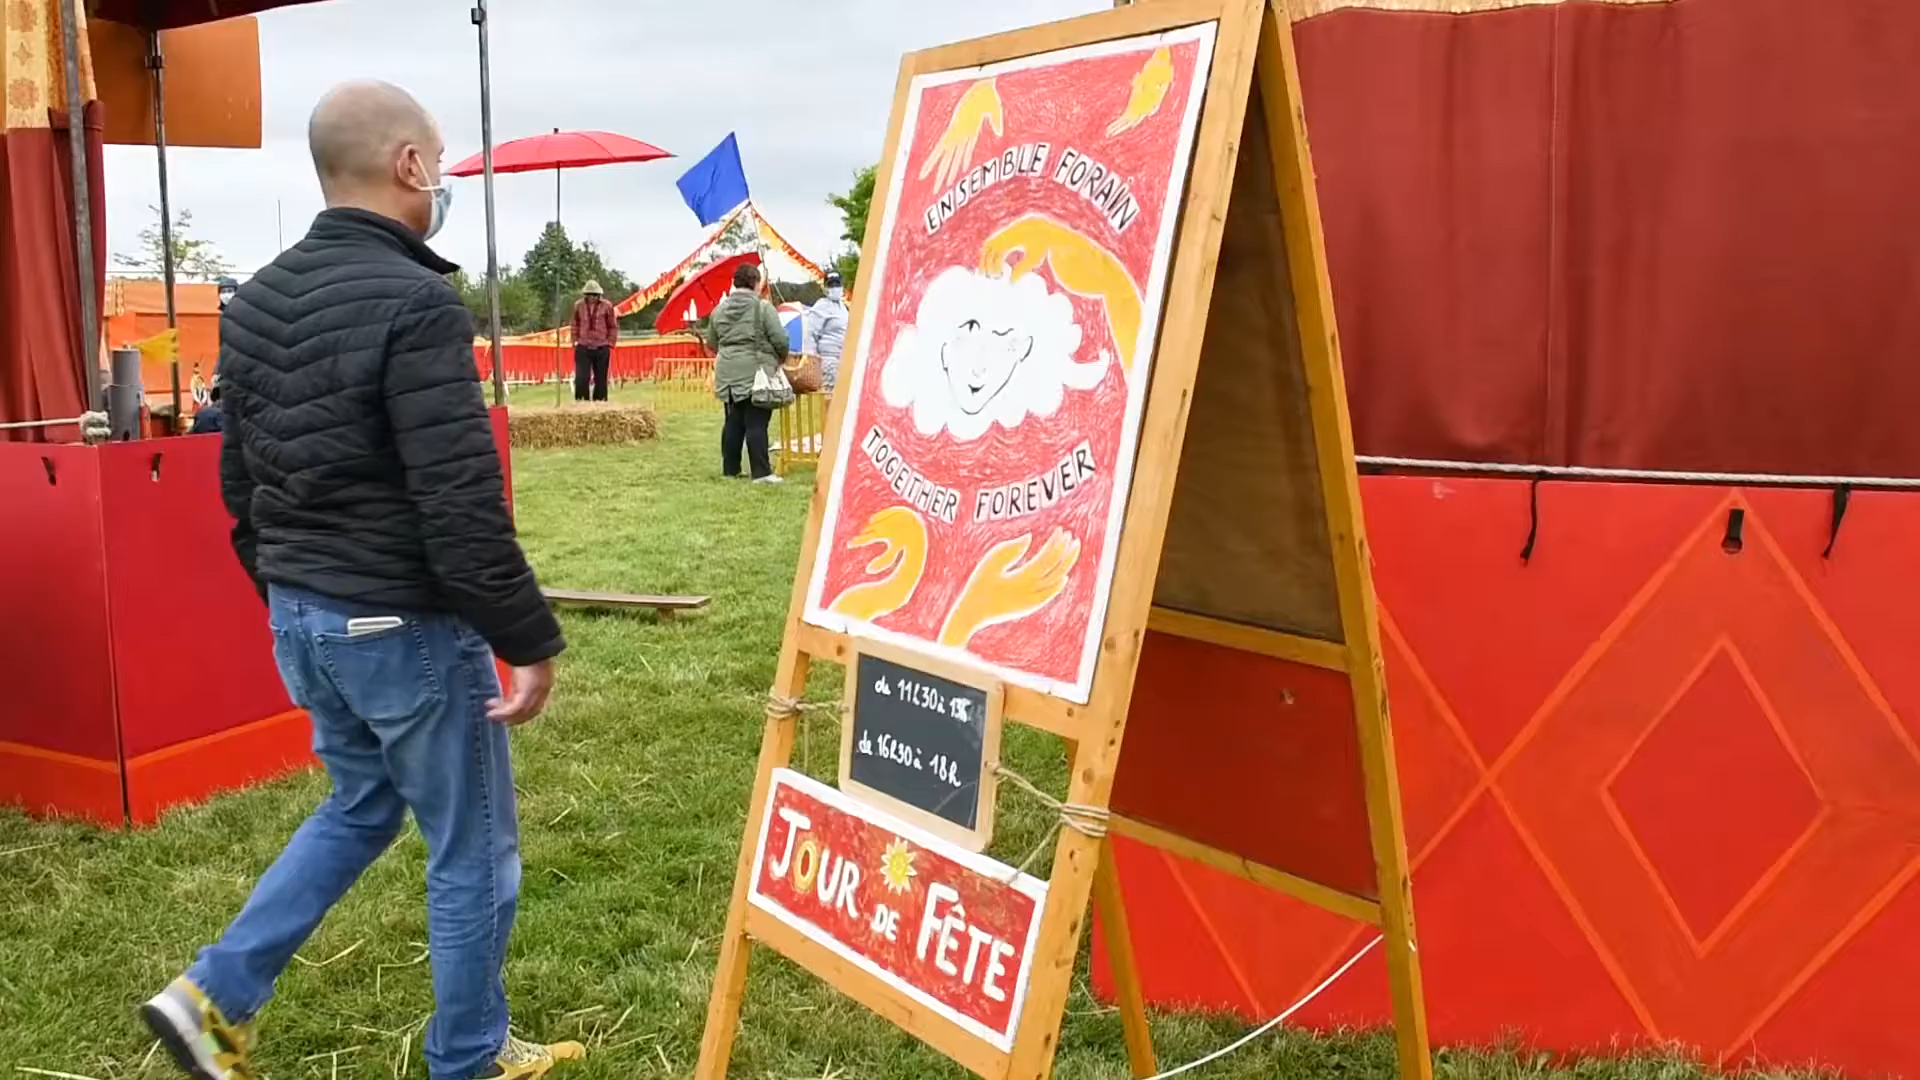 ENSEMBLE FORAIN
TOGETHER FOREVER
de 11h30 à 13h
de 16h30 à 18h
JOUR DE FÊTE